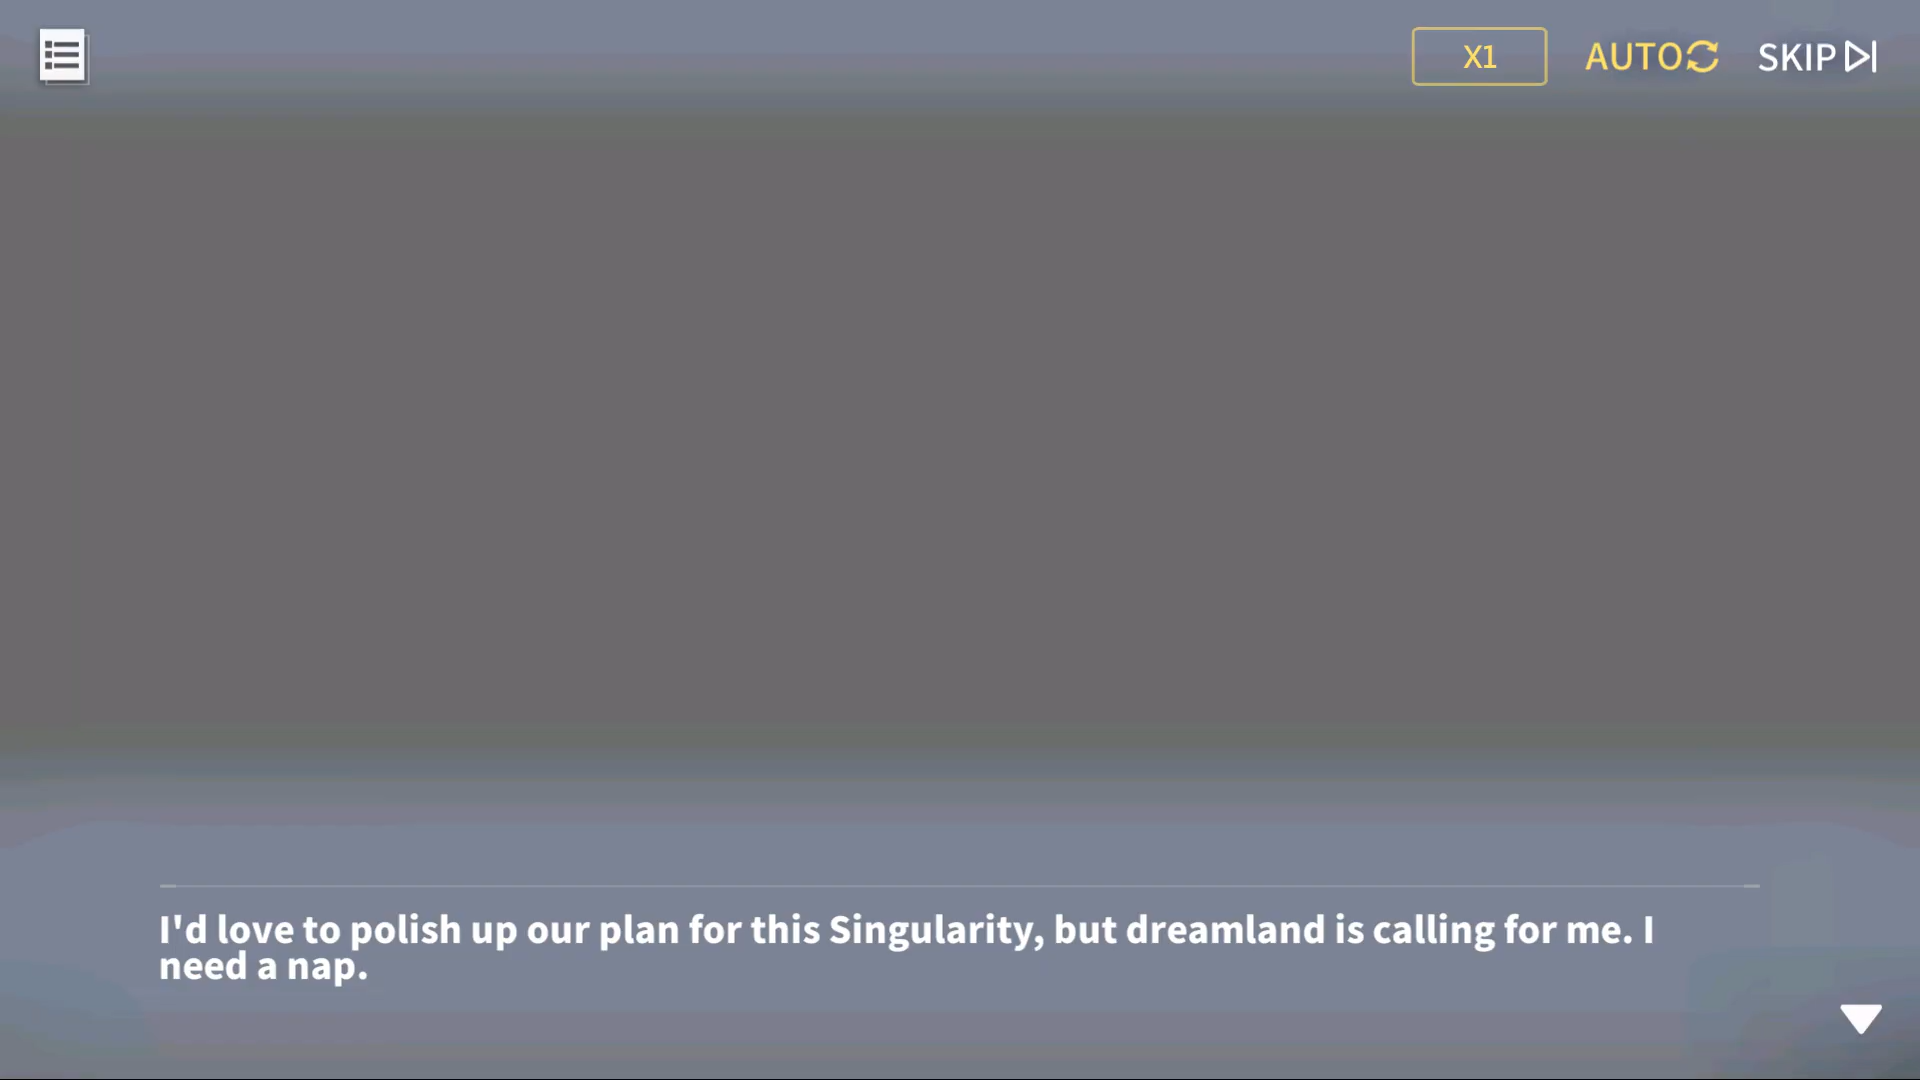 X1 AUTO SKIP
I'd love to polish up our plan for this Singularity, but dreamland is calling for me. I
need a nap.